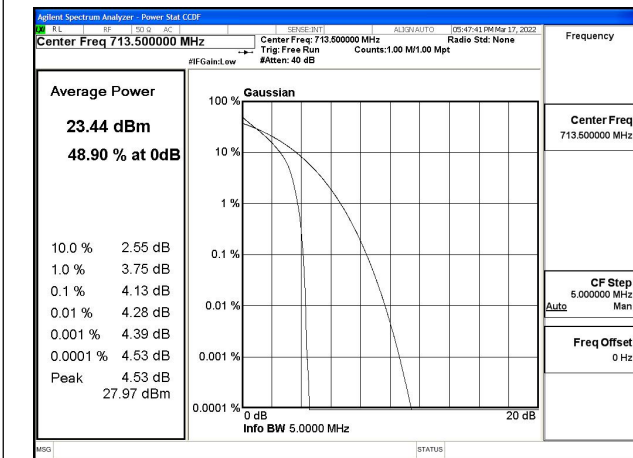 Agilent Spectrum Analyzer - Power Stat CCDF
RL RF 50 Ω AC SENSE:INT ALIGN AUTO 05:47:41 PM Mar 17, 2022
Center Freq 713.500000 MHz
Center Freq: 713.500000 MHz Radio Std: None
Trig: Free Run Counts:1.00 M/1.00 Mpt
#IFGain:Low #Atten: 40 dB
Frequency
Average Power
23.44 dBm
48.90 % at 0dB
10.0 % 2.55 dB
1.0 % 3.75 dB
0.1 % 4.13 dB
0.01 % 4.28 dB
0.001 % 4.39 dB
0.0001 % 4.53 dB
Peak 4.53 dB
27.97 dBm
Gaussian
100 %
10 %
1 %
0.1 %
0.01 %
0.001 %
0.0001 %
0 dB 20 dB
Info BW 5.0000 MHz
Center Freq
713.500000 MHz
CF Step
5.000000 MHz
Auto Man
Freq Offset
0 Hz
MSG STATUS